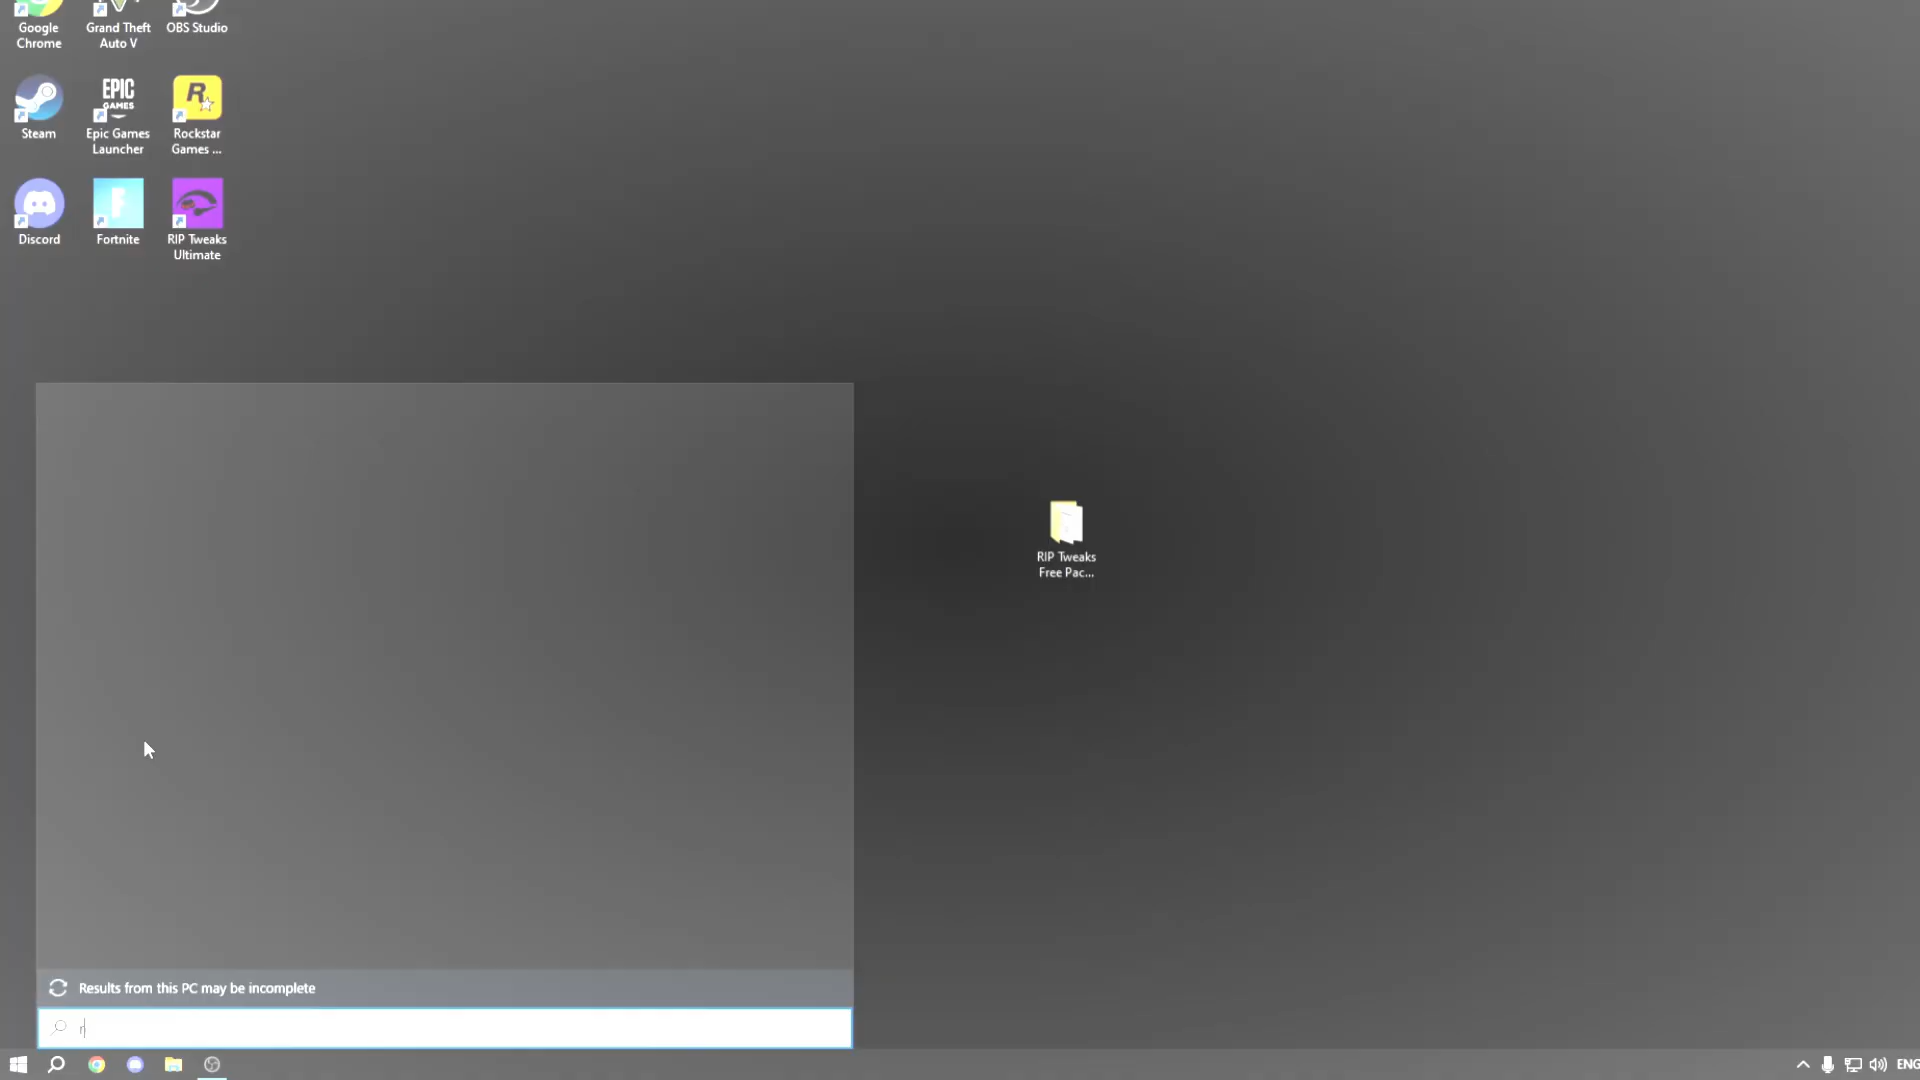 Google
Chrome
Grand Theft
Auto V
OBS Studio
Steam
EPIC
GAMES
Epic Games
Launcher
R
Rockstar
Games ...
Discord
F
Fortnite
RIP Tweaks
Ultimate
RIP Tweaks
Free Pac...
Results from this PC may be incomplete
r
ENG